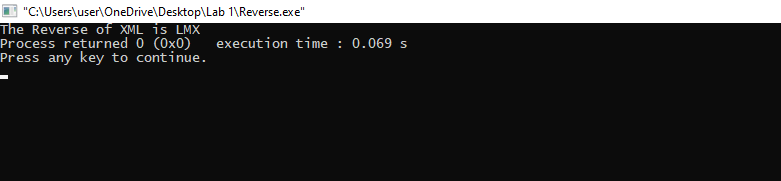 "C:\Users\user\OneDrive\Desktop\Lab 1\Reverse.exe"
The Reverse of XML is LMX
Process returned 0 (0x0)   execution time : 0.069 s
Press any key to continue.